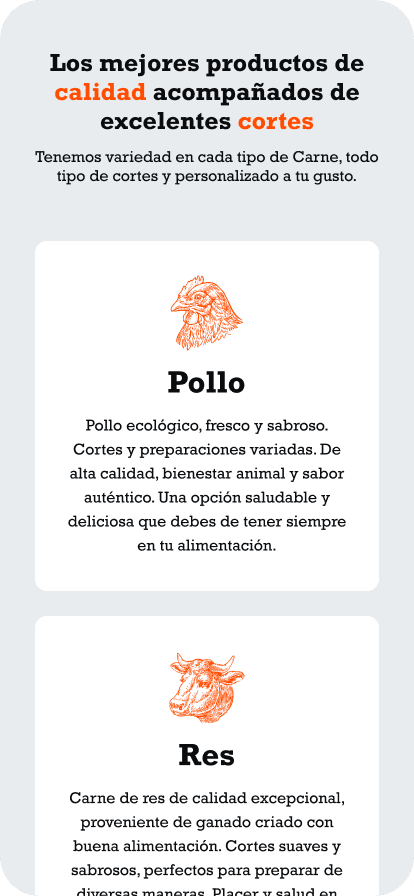 Los mejores productos de
calidad acompañados de
excelentes cortes
Tenemos variedad en cada tipo de Carne, todo
tipo de cortes y personalizado a tu gusto.
Pollo
Pollo ecológico, fresco y sabroso.
Cortes y preparaciones variadas. De
alta calidad, bienestar animal y sabor
auténtico. Una opción saludable y
deliciosa que debes de tener siempre
en tu alimentación.
Res
Carne de res de calidad excepcional,
proveniente de ganado criado con
buena alimentación. Cortes suaves y
sabrosos, perfectos para preparar de
diversas maneras. Placer y salud en